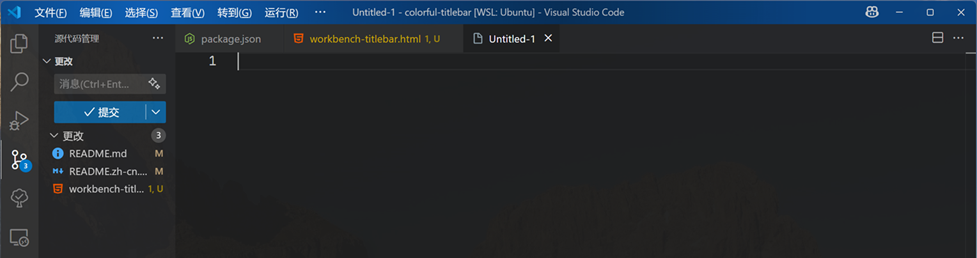 文件(F) 编辑(E) 选择(S) 查看(V) 转到(G) 运行(R) ··· Untitled-1 - colorful-titlebar [WSL: Ubuntu] - Visual Studio Code
源代码管理 ···
package.json
workbench-titlebar.html 1, U
Untitled-1
更改
消息(Ctrl+Ent...
提交
更改 3
README.md M
README.zh-cn.... M
workbench-titl... 1, U
3
1